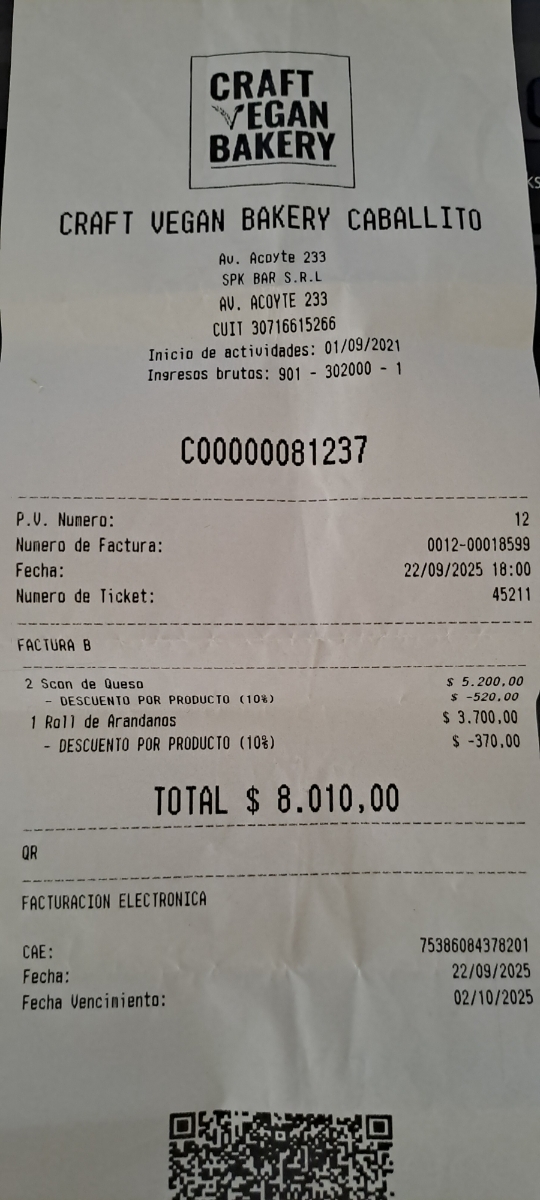 CRAFT
VEGAN
BAKERY
CRAFT VEGAN BAKERY CABALLITO
Av. Acoyte 233
SPK BAR S.R.L
AV. ACOYTE 233
CUIT 30716615266
Inicio de actividades: 01/09/2021
Ingresos brutos: 901 - 302000 - 1
C00000081237
P.V. Numero: 12
Numero de Factura: 0012-00018599
Fecha: 22/09/2025 18:00
Numero de Ticket: 45211
FACTURA B
2 Scon de Queso $ 5.200,00
- DESCUENTO POR PRODUCTO (10%) $ -520,00
1 Roll de Arandanos $ 3.700,00
- DESCUENTO POR PRODUCTO (10%) $ -370,00
TOTAL $ 8.010,00
QR
FACTURACION ELECTRONICA
CAE: 75386084378201
Fecha: 22/09/2025
Fecha Vencimiento: 02/10/2025